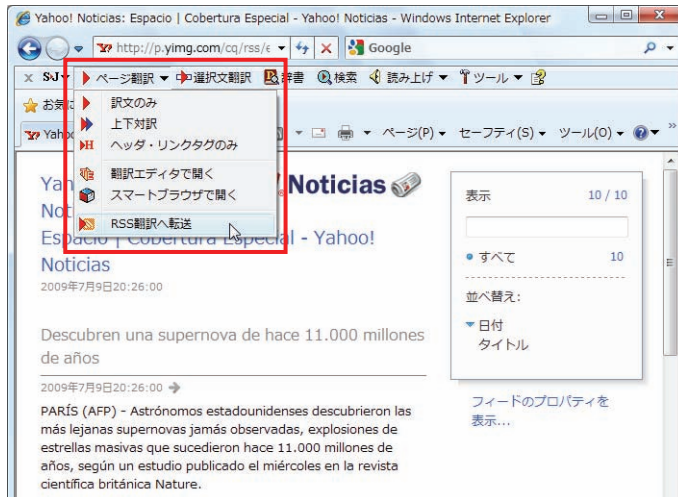 Yahoo! Noticias: Espacio | Cobertura Especial - Yahoo! Noticias - Windows Internet Explorer
http://p.yimg.com/cq/rss/e
Google
SJ ページ翻訳 選択文翻訳 辞書 検索 読み上げ ツール
お気に
訳文のみ
上下対訳
ヘッダ・リンクタグのみ
翻訳エディタで開く
スマートブラウザで開く
RSS翻訳へ転送
Yaho ページ(P) セーフティ(S) ツール(O)
Yah Noticias
Not
Espacio | Cobertura Especial - Yahoo!
Noticias
2009年7月9日20:26:00
Descubren una supernova de hace 11.000 millones
de años
2009年7月9日20:26:00
PARÍS (AFP) - Astrónomos estadounidenses descubrieron las
más lejanas supernovas jamás observadas, explosiones de
estrellas masivas que sucedieron hace 11.000 millones de
años, según un estudio publicado el miércoles en la revista
científica británica Nature.
表示 10 / 10
すべて 10
並べ替え:
日付
タイトル
フィードのプロパティを
表示...